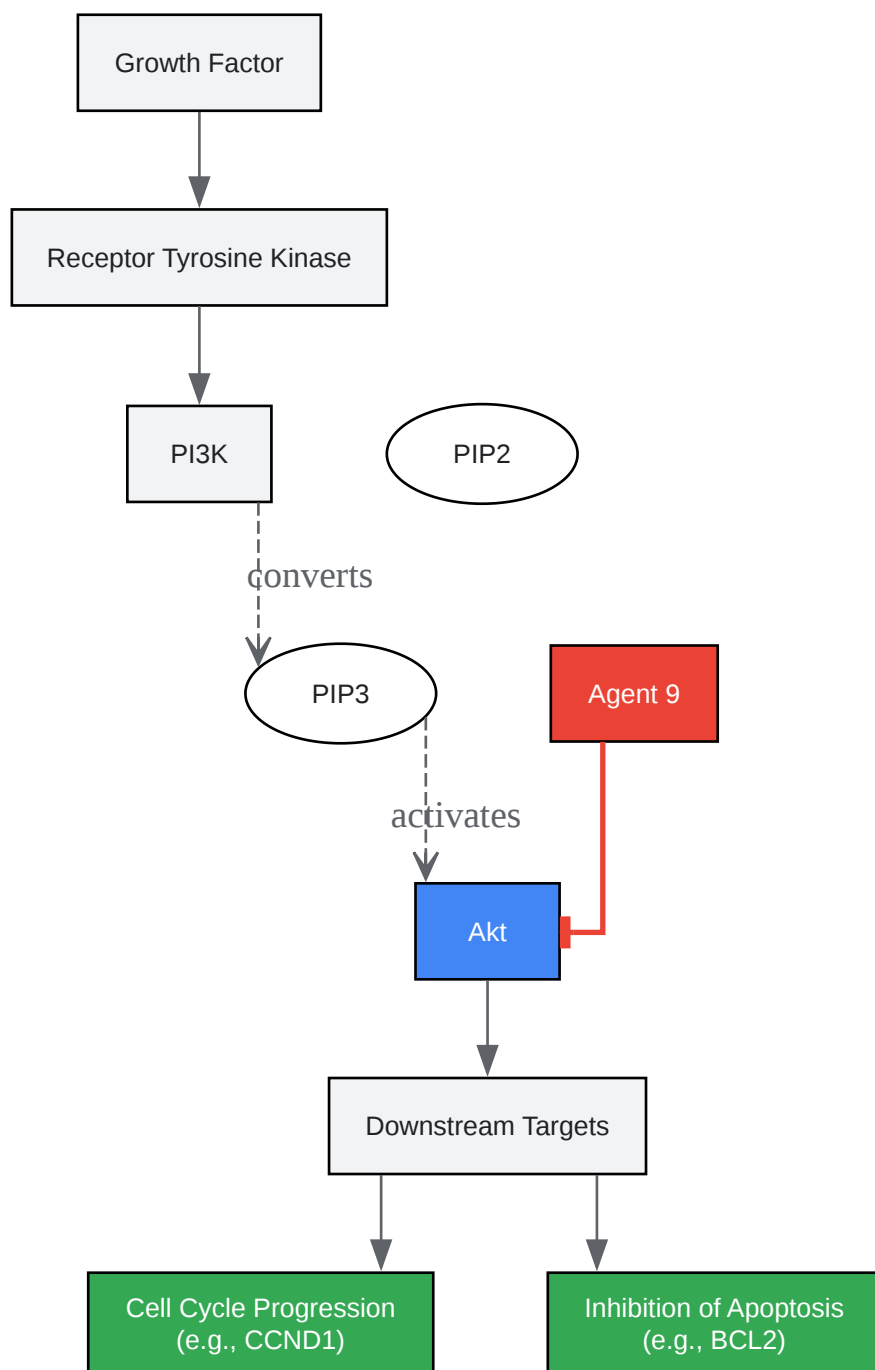 Growth Factor
Receptor Tyrosine Kinase
PI3K
PIP2
converts
PIP3
Agent 9
activates
Akt
Downstream Targets
Cell Cycle Progression
(e.g., CCND1)
Inhibition of Apoptosis
(e.g., BCL2)